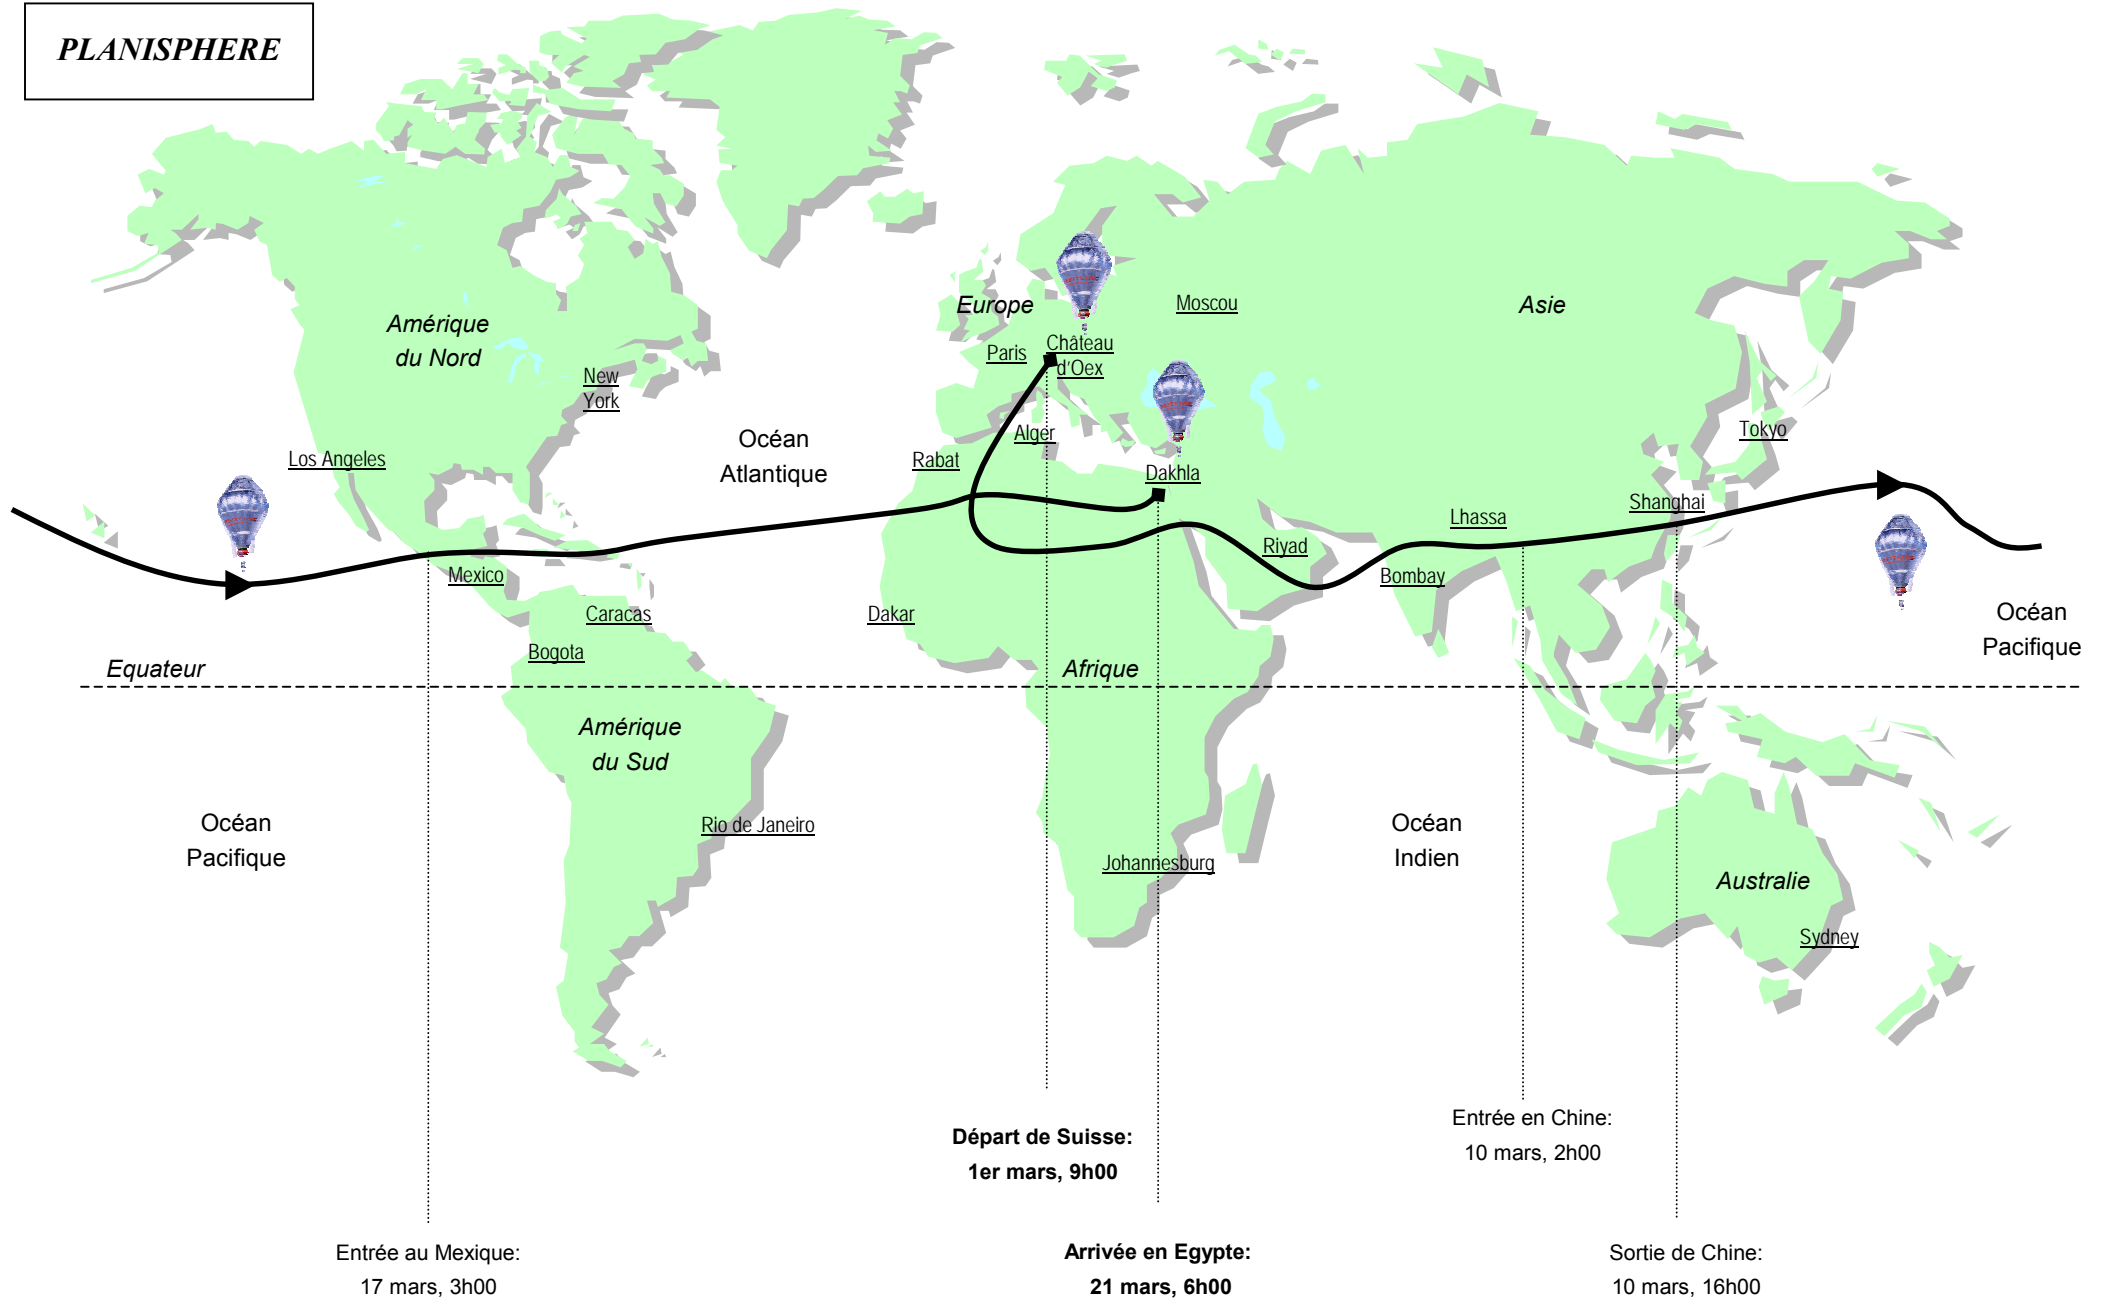 PLANISPHERE
Europe
Moscou
Asie
Amérique
du Nord
Paris
Château
d'Oex
New
York
Océan
Atlantique
Alger
Tokyo
Los Angeles
Rabat
Dakhla
Shanghai
Lhassa
Riyad
Mexico
Bombay
Caracas
Dakar
Océan
Pacifique
Bogota
Equateur
Afrique
Amérique
du Sud
Océan
Pacifique
Rio de Janeiro
Océan
Indien
Johannesburg
Australie
Sydney
Entrée en Chine:
10 mars, 2h00
Départ de Suisse:
1er mars, 9h00
Entrée au Mexique:
17 mars, 3h00
Arrivée en Egypte:
21 mars, 6h00
Sortie de Chine:
10 mars, 16h00